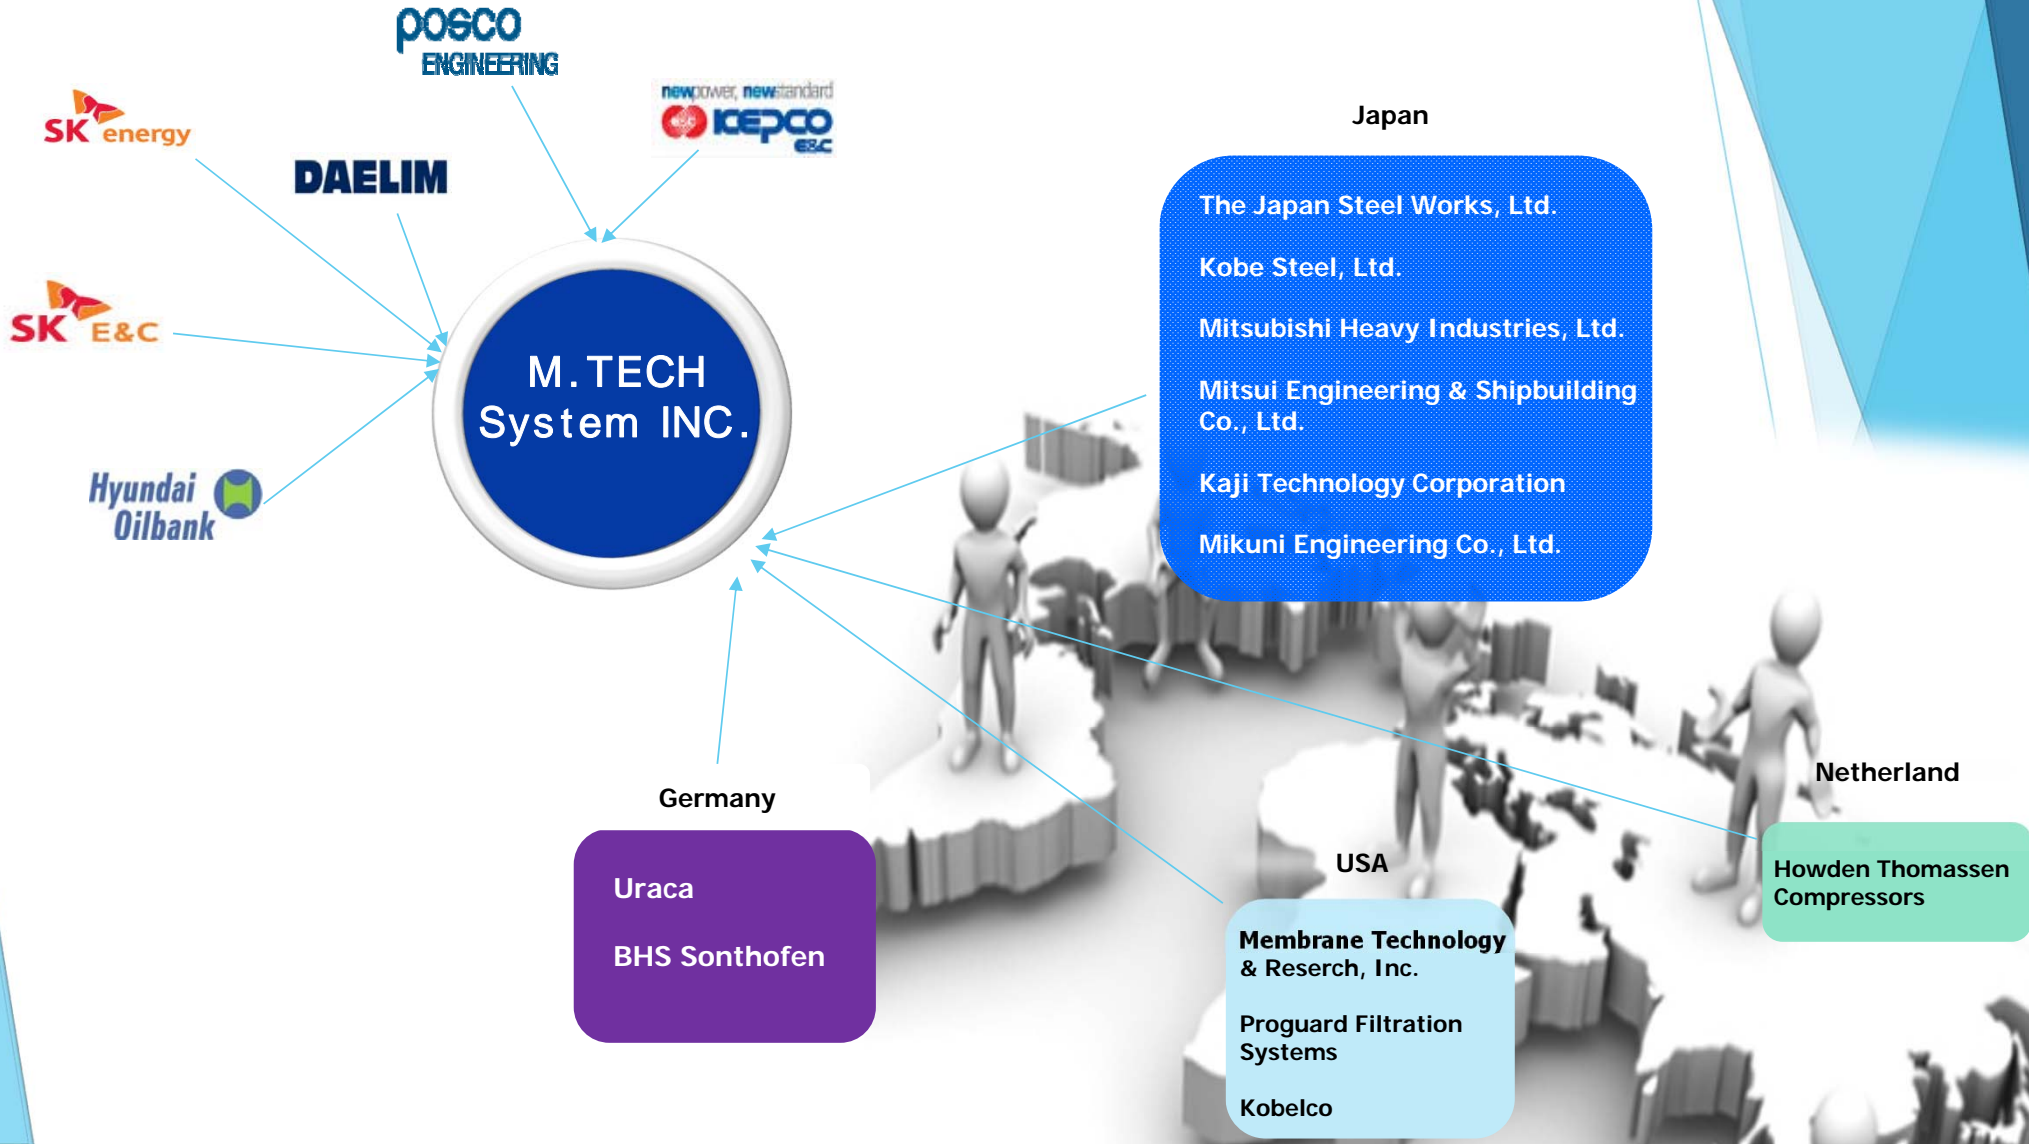 posco
ENGINEERING
newpower, newstandard
KEPCO
E&C
SK energy
DAELIM
SK E&C
Hyundai
Oilbank
M.TECH
System INC.
Japan
The Japan Steel Works, Ltd.
Kobe Steel, Ltd.
Mitsubishi Heavy Industries, Ltd.
Mitsui Engineering & Shipbuilding
Co., Ltd.
Kaji Technology Corporation
Mikuni Engineering Co., Ltd.
Germany
Uraca
BHS Sonthofen
USA
Membrane Technology
& Reserch, Inc.
Proguard Filtration
Systems
Kobelco
Netherland
Howden Thomassen
Compressors